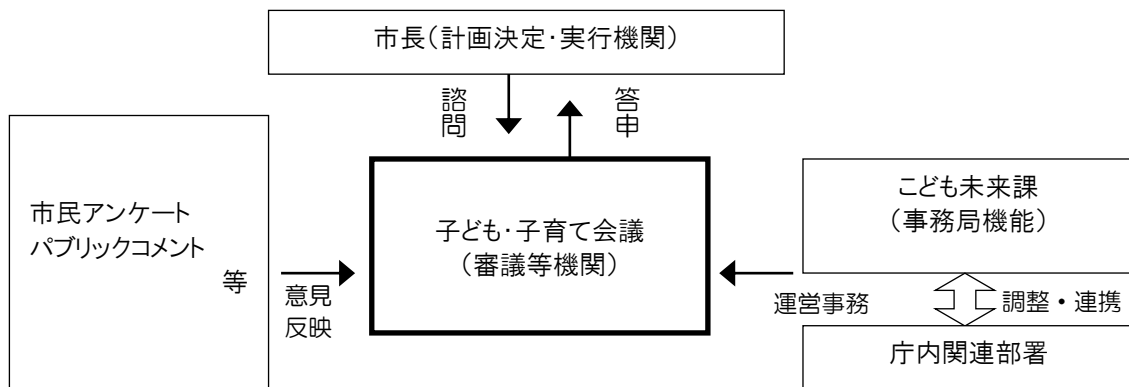 市長（計画決定・実行機関）
諮問
答申
市民アンケート
パブリックコメント
等
意見
反映
子ども・子育て会議
（審議等機関）
こども未来課
（事務局機能）
運営事務
調整・連携
庁内関連部署